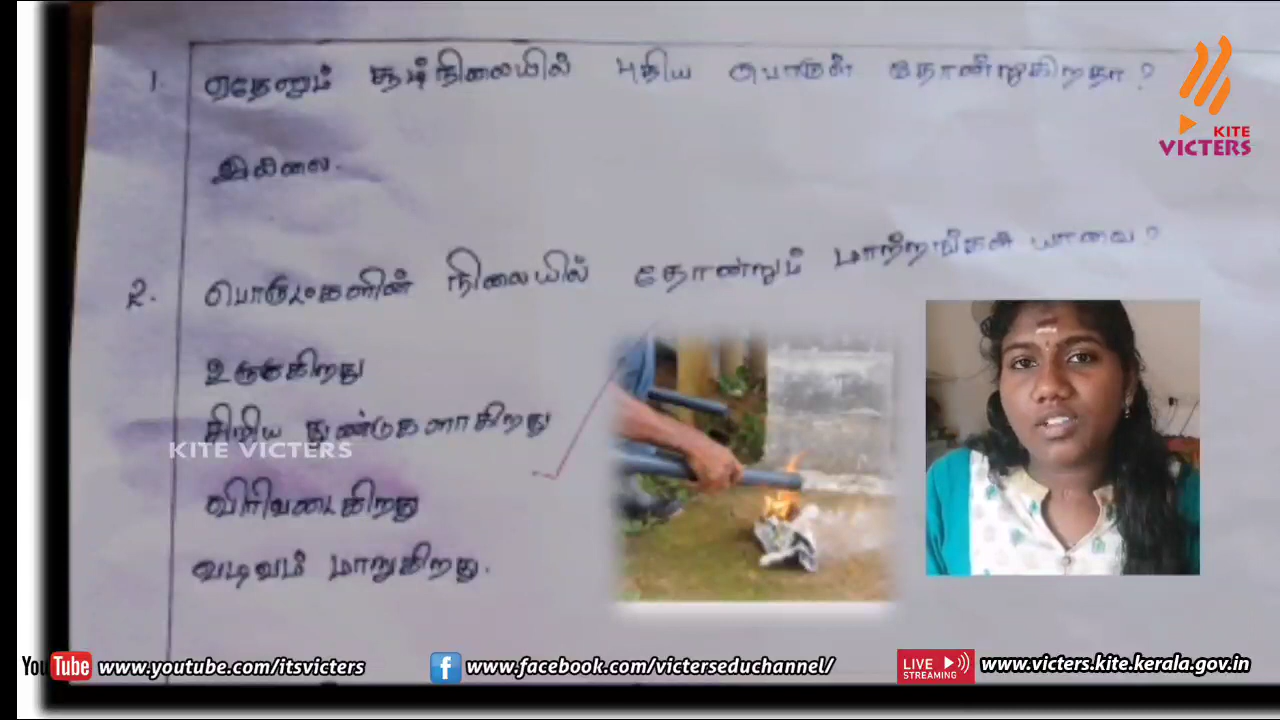 1. ஏதேனும் சூழ்நிலையில் புதிய பொருள் தோன்றுகிறதா?
இல்லை.
2. பொருட்களின் நிலையில் தோன்றும் மாற்றங்கள் யாவை?
உருகுகிறது
சிறிய துண்டுகளாகிறது
விரிவடைகிறது
வடிவம் மாறுகிறது.
KITE VICTERS
KITE
VICTERS
YouTube www.youtube.com/itsvicters
f www.facebook.com/victerseduchannel/
LIVE STREAMING www.victers.kite.kerala.gov.in